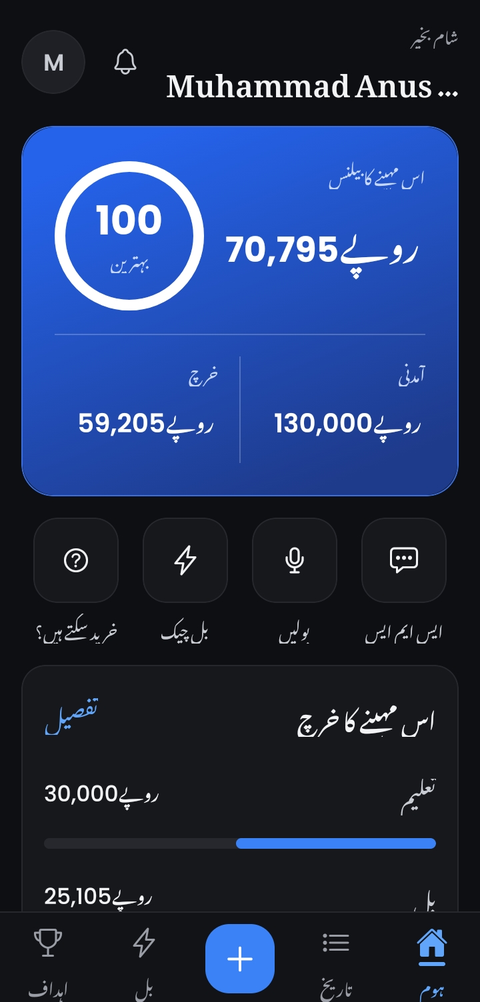 شام بخیر
Muhammad Anus ...
M
اس مہینے کا بیلنس
روپے70,795
100
بہترین
آمدنی
روپے130,000
خرچ
روپے59,205
ایس ایم ایس
بولیں
بل چیک
خرید سکتے ہیں؟
اس مہینے کا خرچ
تفصیل
تعلیم
روپے30,000
بل
روپے25,105
ہوم
تاریخ
بل
اہداف